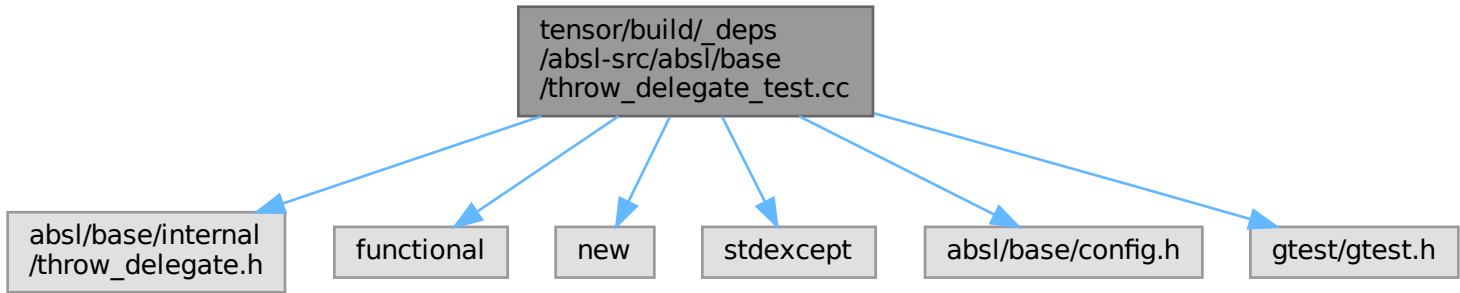 tensor/build/_deps
/absl-src/absl/base
/throw_delegate_test.cc
absl/base/internal
/throw_delegate.h
functional
new
stdexcept
absl/base/config.h
gtest/gtest.h